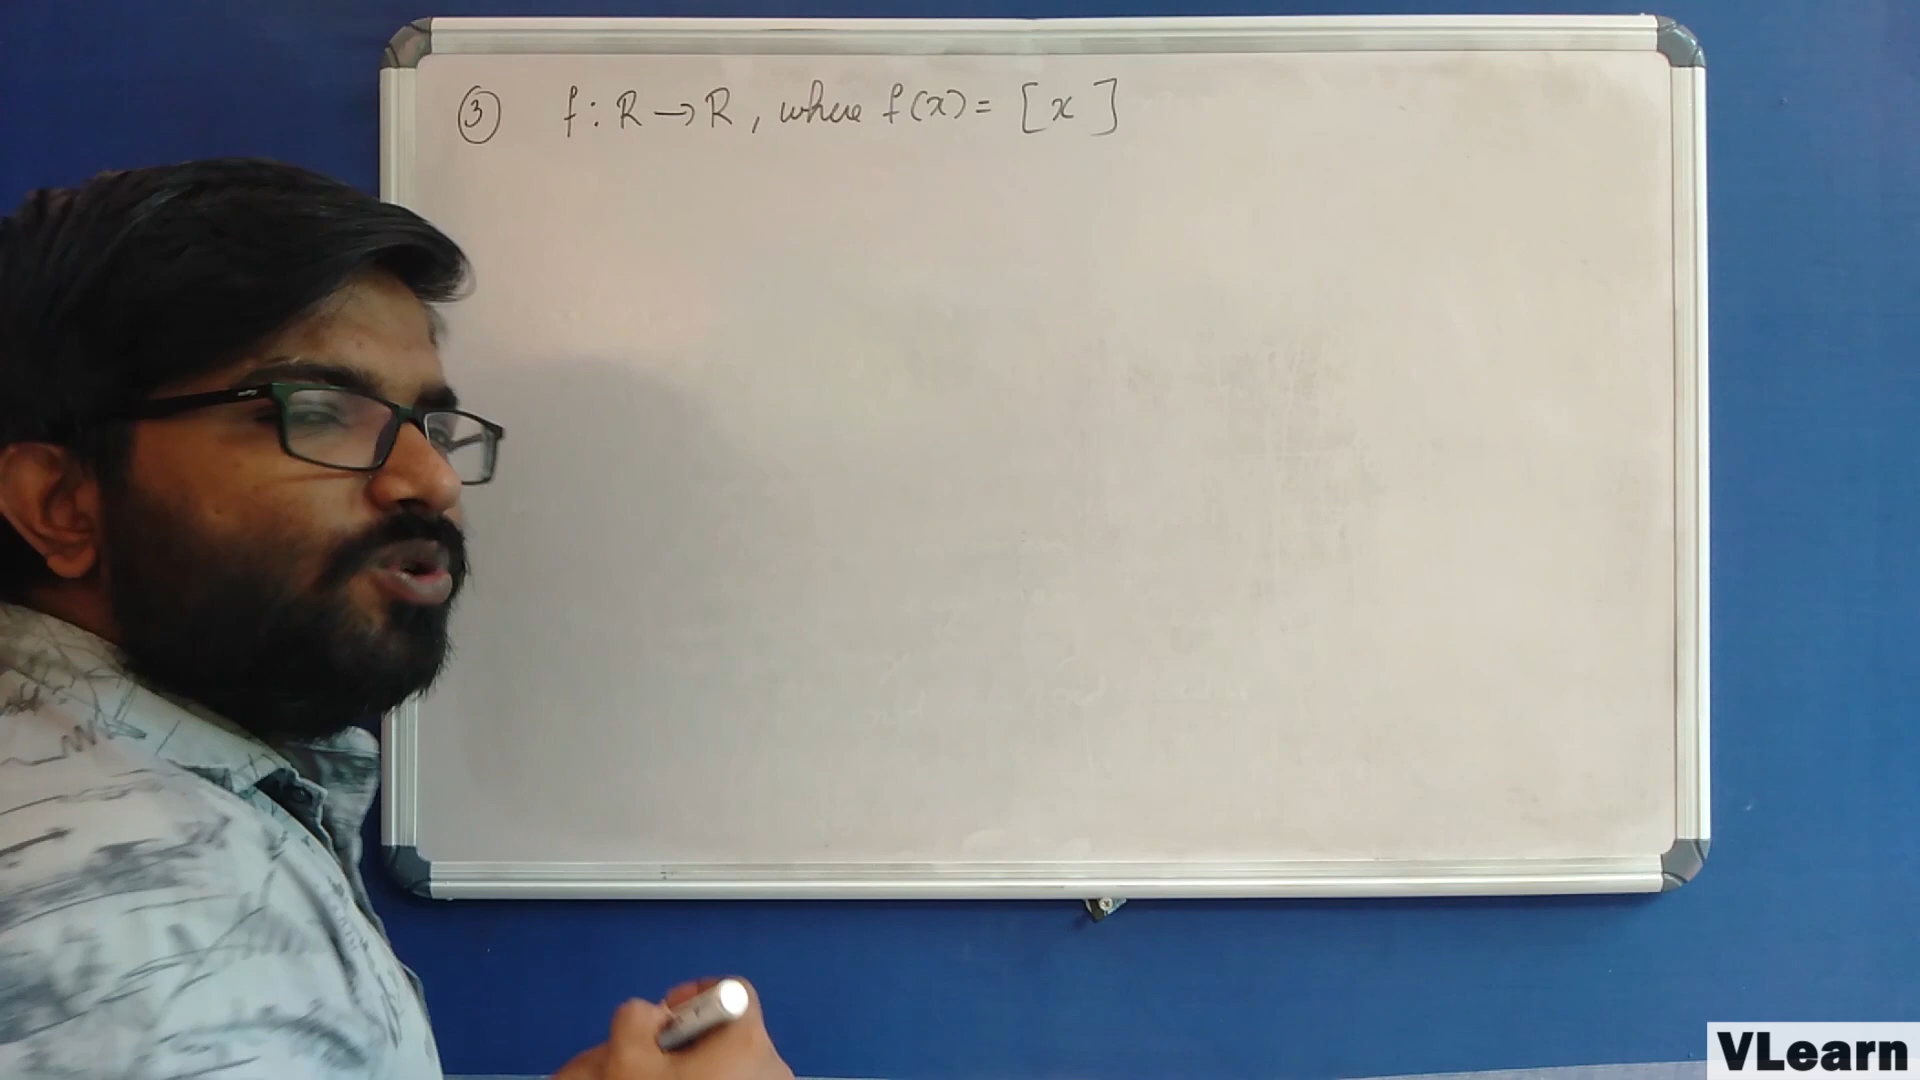 ③ f : R → R , where f(x) = [ x ]
VLearn